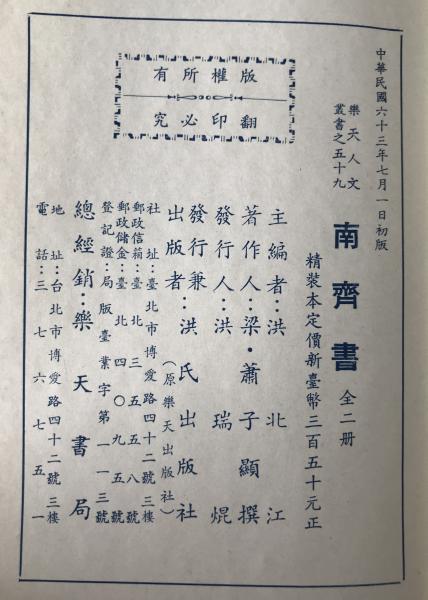 中華民國六十三年七月一日初版
樂天人文
叢書之五十九
南齊書 全二册
精裝本定價新臺幣三百五十元正
主編者：洪北江
著作人：梁·蕭子顯撰
發行人：洪瑞焜
發行兼
出版者：洪氏出版社
（原樂天出版社）
社址：臺北市博愛路四十二號三樓
郵政信箱：臺北三五五八號
郵政儲金：臺北四〇九五號
登記證：局版臺業字第一一三號
總經銷：樂天書局
地址：台北市博愛路四十二號三樓
電話：三七六七五一
版權所有
翻印必究